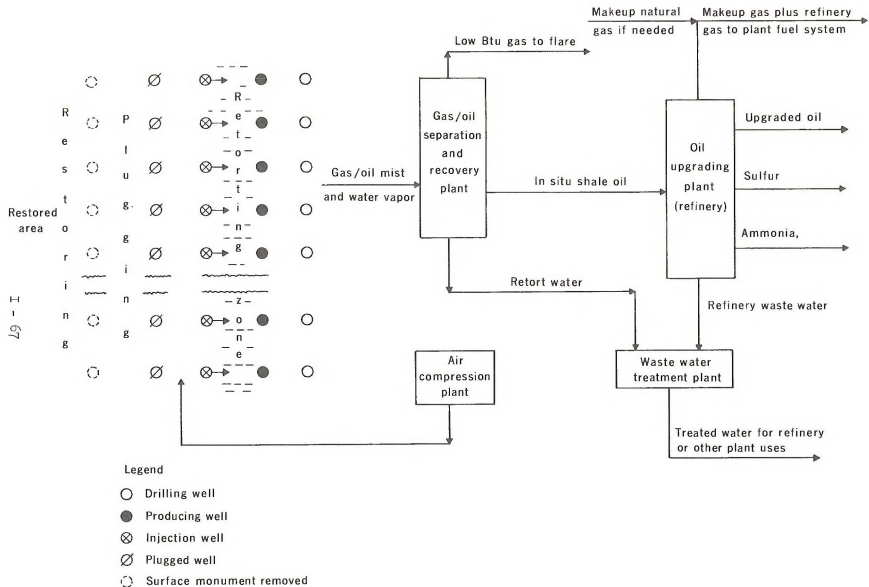 Makeup natural
gas if needed
Makeup gas plus refinery
gas to plant fuel system
Low Btu gas to flare
Restoring
Plugging.
Retorting zone
Restored
area
Gas/oil mist
and water vapor
Gas/oil
separation
and
recovery
plant
In situ shale oil
Oil
upgrading
plant
(refinery)
Upgraded oil
Sulfur
Ammonia,
Retort water
Refinery waste water
I - 67
Air
compression
plant
Waste water
treatment plant
Treated water for refinery
or other plant uses
Legend
Drilling well
Producing well
Injection well
Plugged well
Surface monument removed